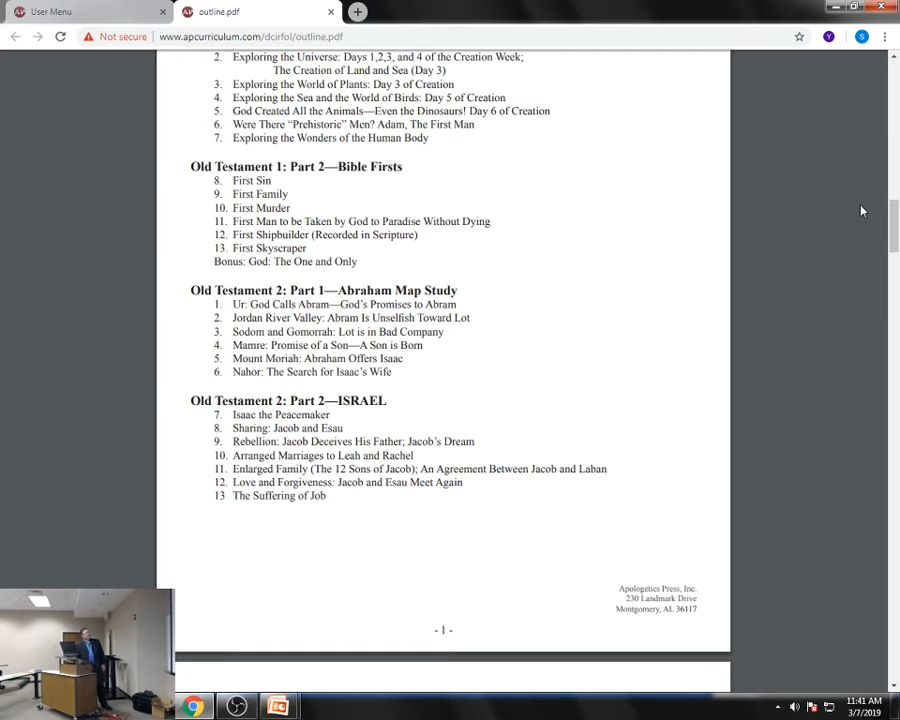 User Menu
outline.pdf
Not secure
www.apcurriculum.com/dcirfol/outline.pdf
Y
S
2. Exploring the Universe: Days 1,2,3, and 4 of the Creation Week;
The Creation of Land and Sea (Day 3)
3. Exploring the World of Plants: Day 3 of Creation
4. Exploring the Sea and the World of Birds: Day 5 of Creation
5. God Created All the Animals—Even the Dinosaurs! Day 6 of Creation
6. Were There “Prehistoric” Men? Adam, The First Man
7. Exploring the Wonders of the Human Body
Old Testament 1: Part 2—Bible Firsts
8. First Sin
9. First Family
10. First Murder
11. First Man to be Taken by God to Paradise Without Dying
12. First Shipbuilder (Recorded in Scripture)
13. First Skyscraper
Bonus: God: The One and Only
Old Testament 2: Part 1—Abraham Map Study
1. Ur: God Calls Abram—God’s Promises to Abram
2. Jordan River Valley: Abram Is Unselfish Toward Lot
3. Sodom and Gomorrah: Lot is in Bad Company
4. Mamre: Promise of a Son—A Son is Born
5. Mount Moriah: Abraham Offers Isaac
6. Nahor: The Search for Isaac’s Wife
Old Testament 2: Part 2—ISRAEL
7. Isaac the Peacemaker
8. Sharing: Jacob and Esau
9. Rebellion: Jacob Deceives His Father; Jacob’s Dream
10. Arranged Marriages to Leah and Rachel
11. Enlarged Family (The 12 Sons of Jacob); An Agreement Between Jacob and Laban
12. Love and Forgiveness: Jacob and Esau Meet Again
13 The Suffering of Job
Apologetics Press, Inc.
230 Landmark Drive
Montgomery, AL 36117
- 1 -
11:41 AM
3/7/2019